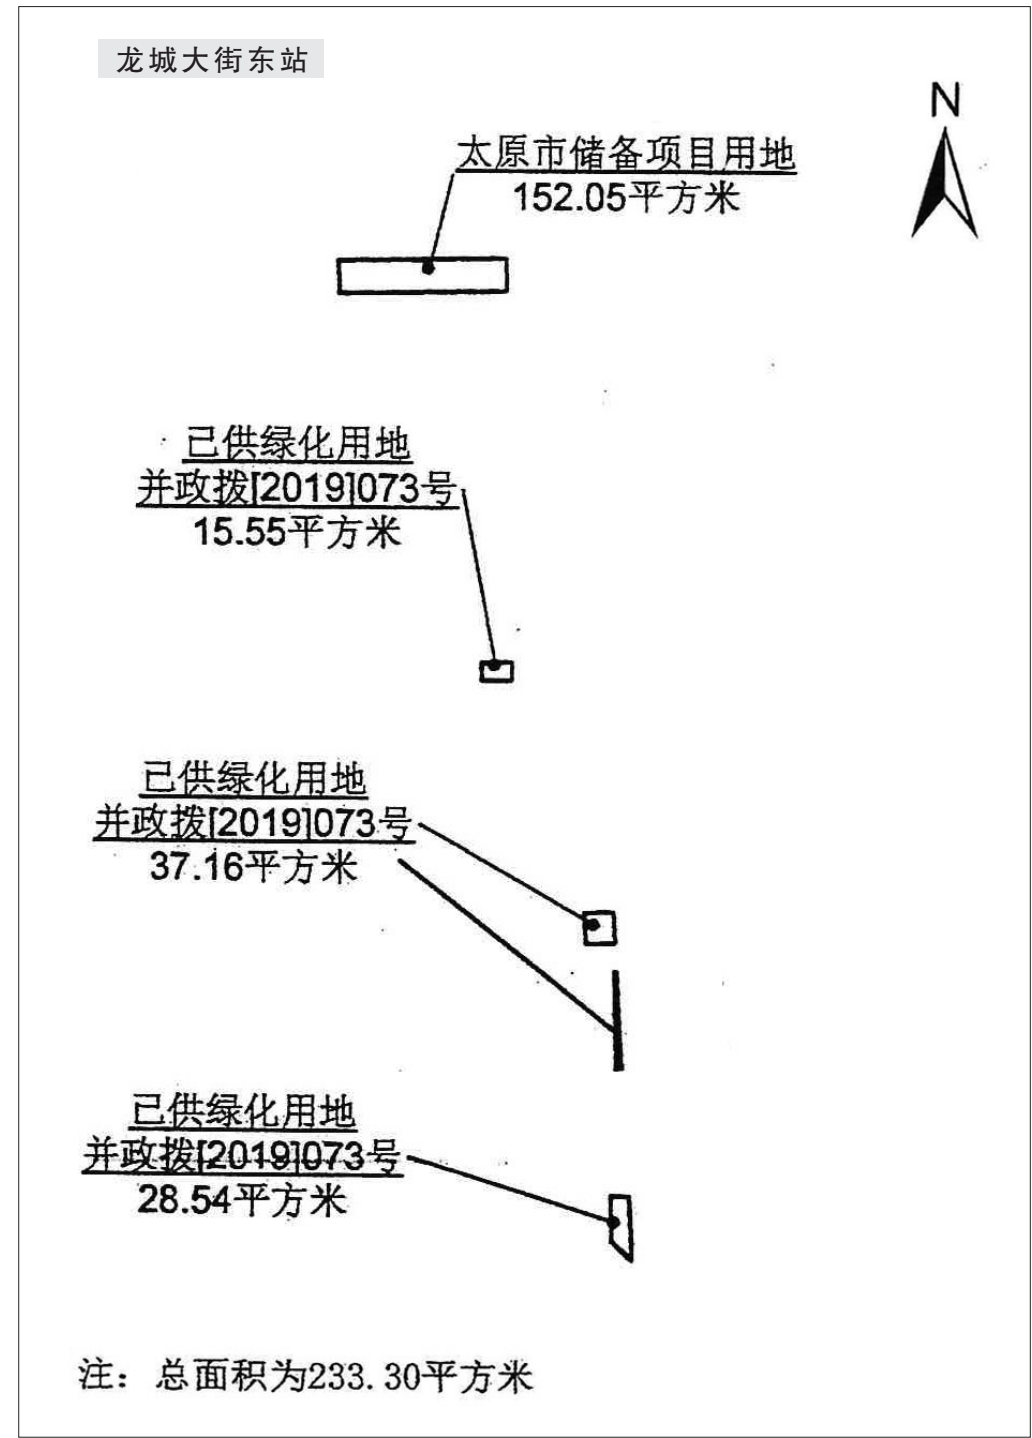 龙城大街东站
N
太原市储备项目用地
152.05平方米
已供绿化用地
并政拨[2019]073号
15.55平方米
已供绿化用地
并政拨[2019]073号
37.16平方米
已供绿化用地
并政拨[2019]073号
28.54平方米
注：总面积为233.30平方米